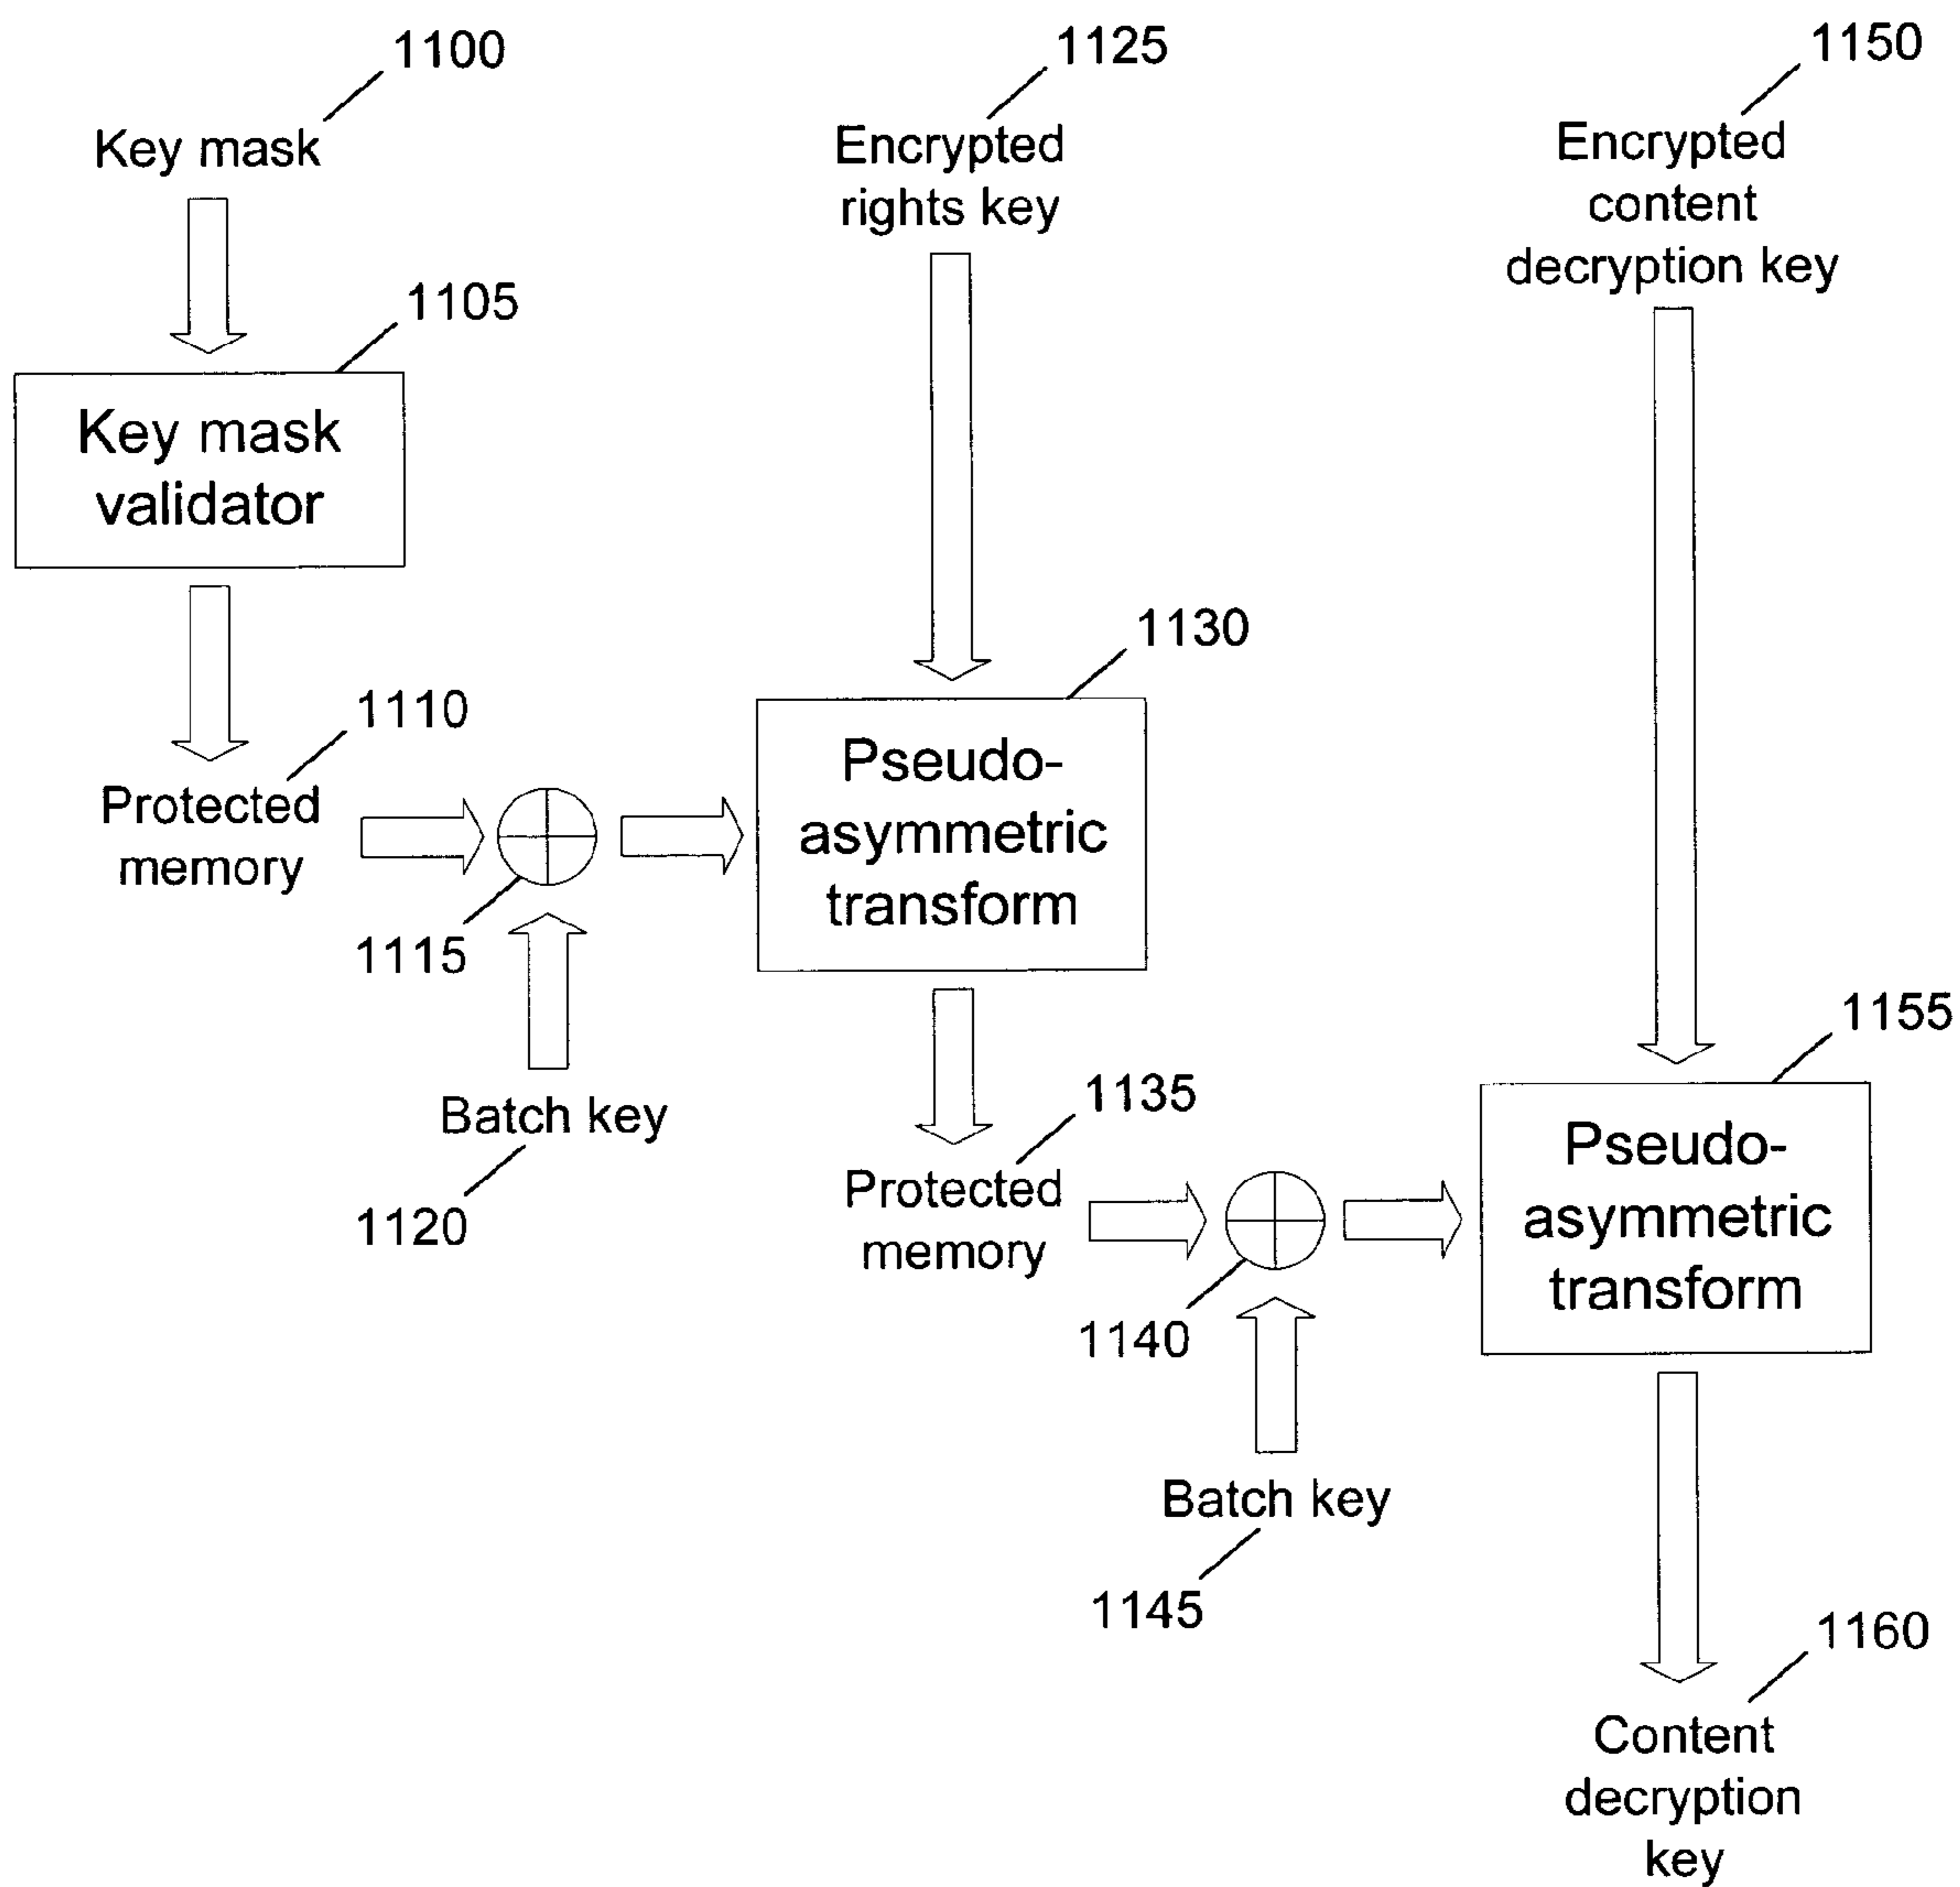 1100
Key mask
1105
Key mask
validator
1110
Protected
memory
1115
Batch key
1120
1125
Encrypted
rights key
1130
Pseudo-
asymmetric
transform
1135
Protected
memory
1140
Batch key
1145
1150
Encrypted
content
decryption key
1155
Pseudo-
asymmetric
transform
1160
Content
decryption
key